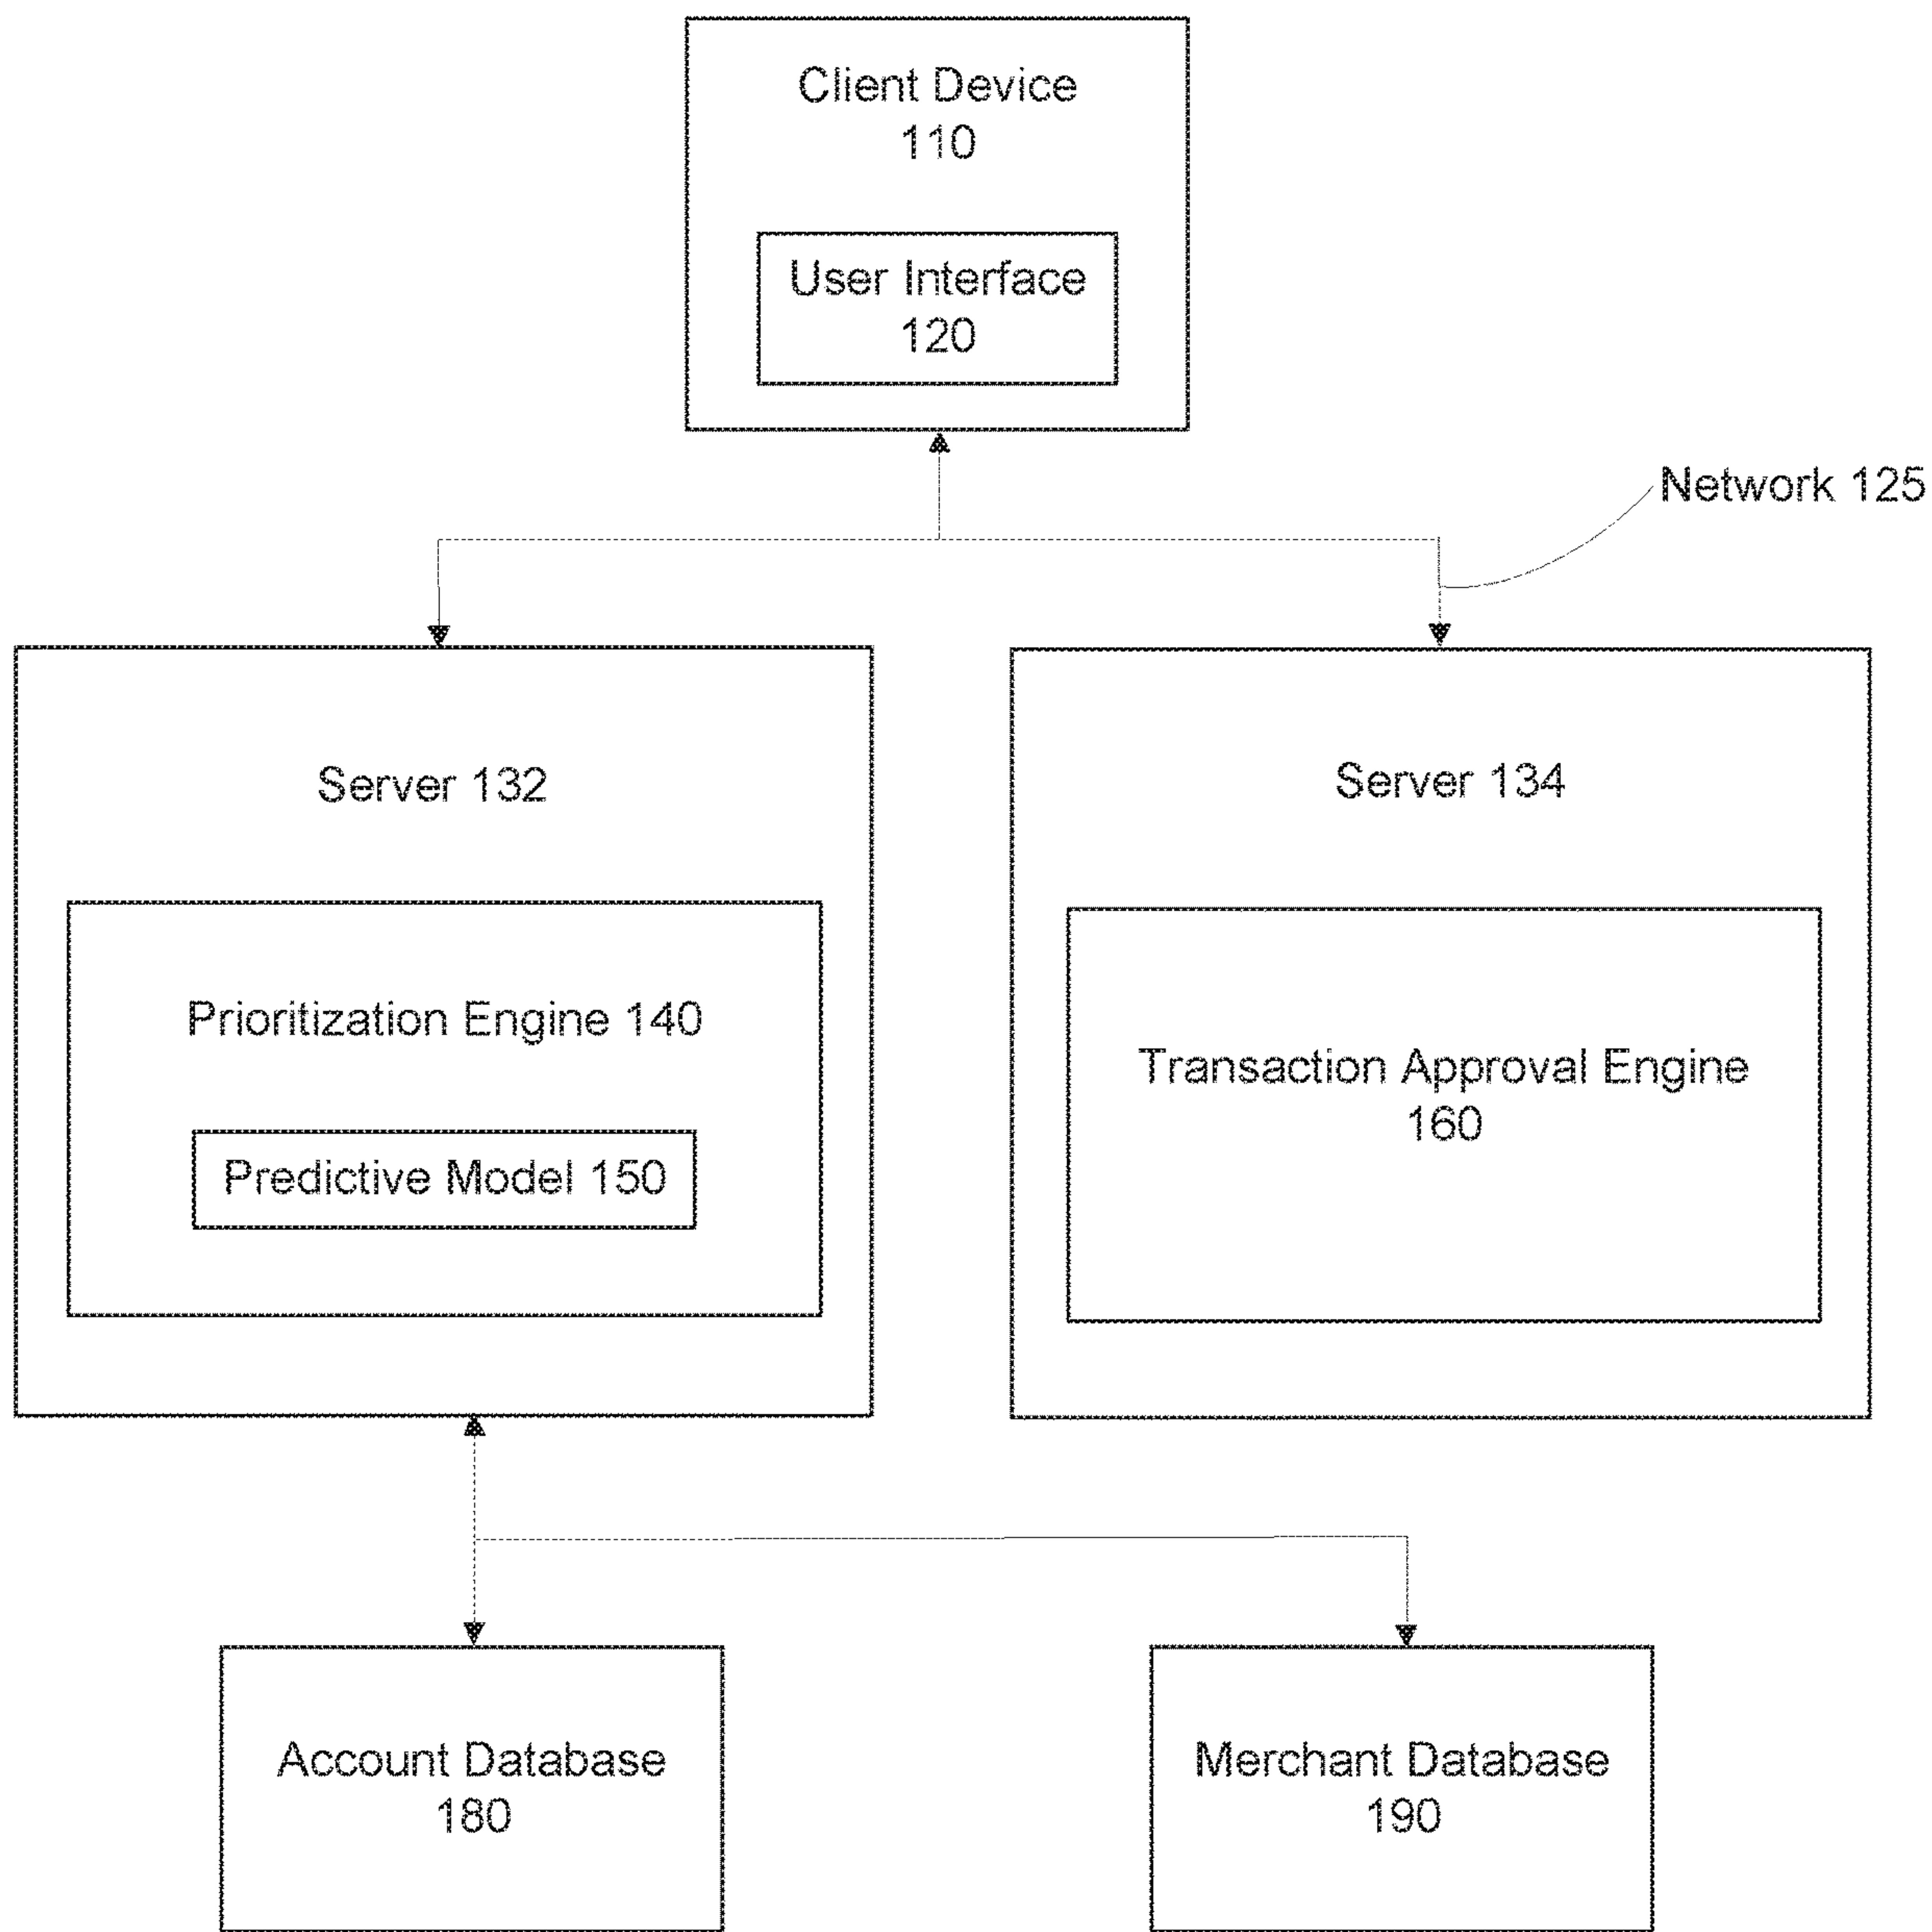 Client Device
110
User Interface
120
Network 125
Server 132
Server 134
Prioritization Engine 140
Predictive Model 150
Transaction Approval Engine
160
Account Database
180
Merchant Database
190